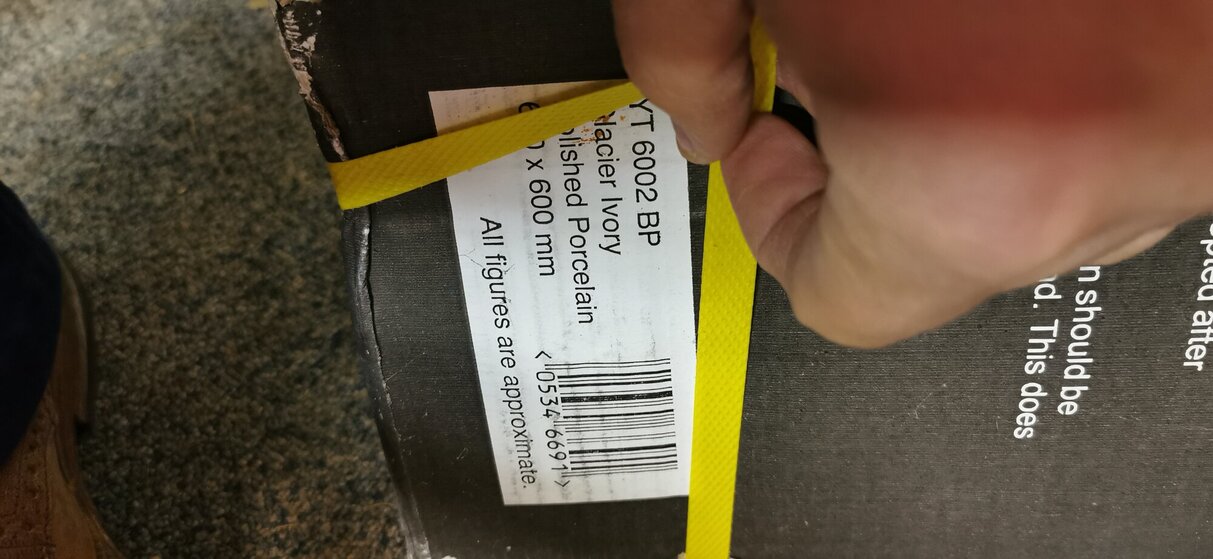 YT 6002 BP
lacier Ivory
lished Porcelain
x 600 mm
All figures are approximate.
0534 6691
after
should be
This does